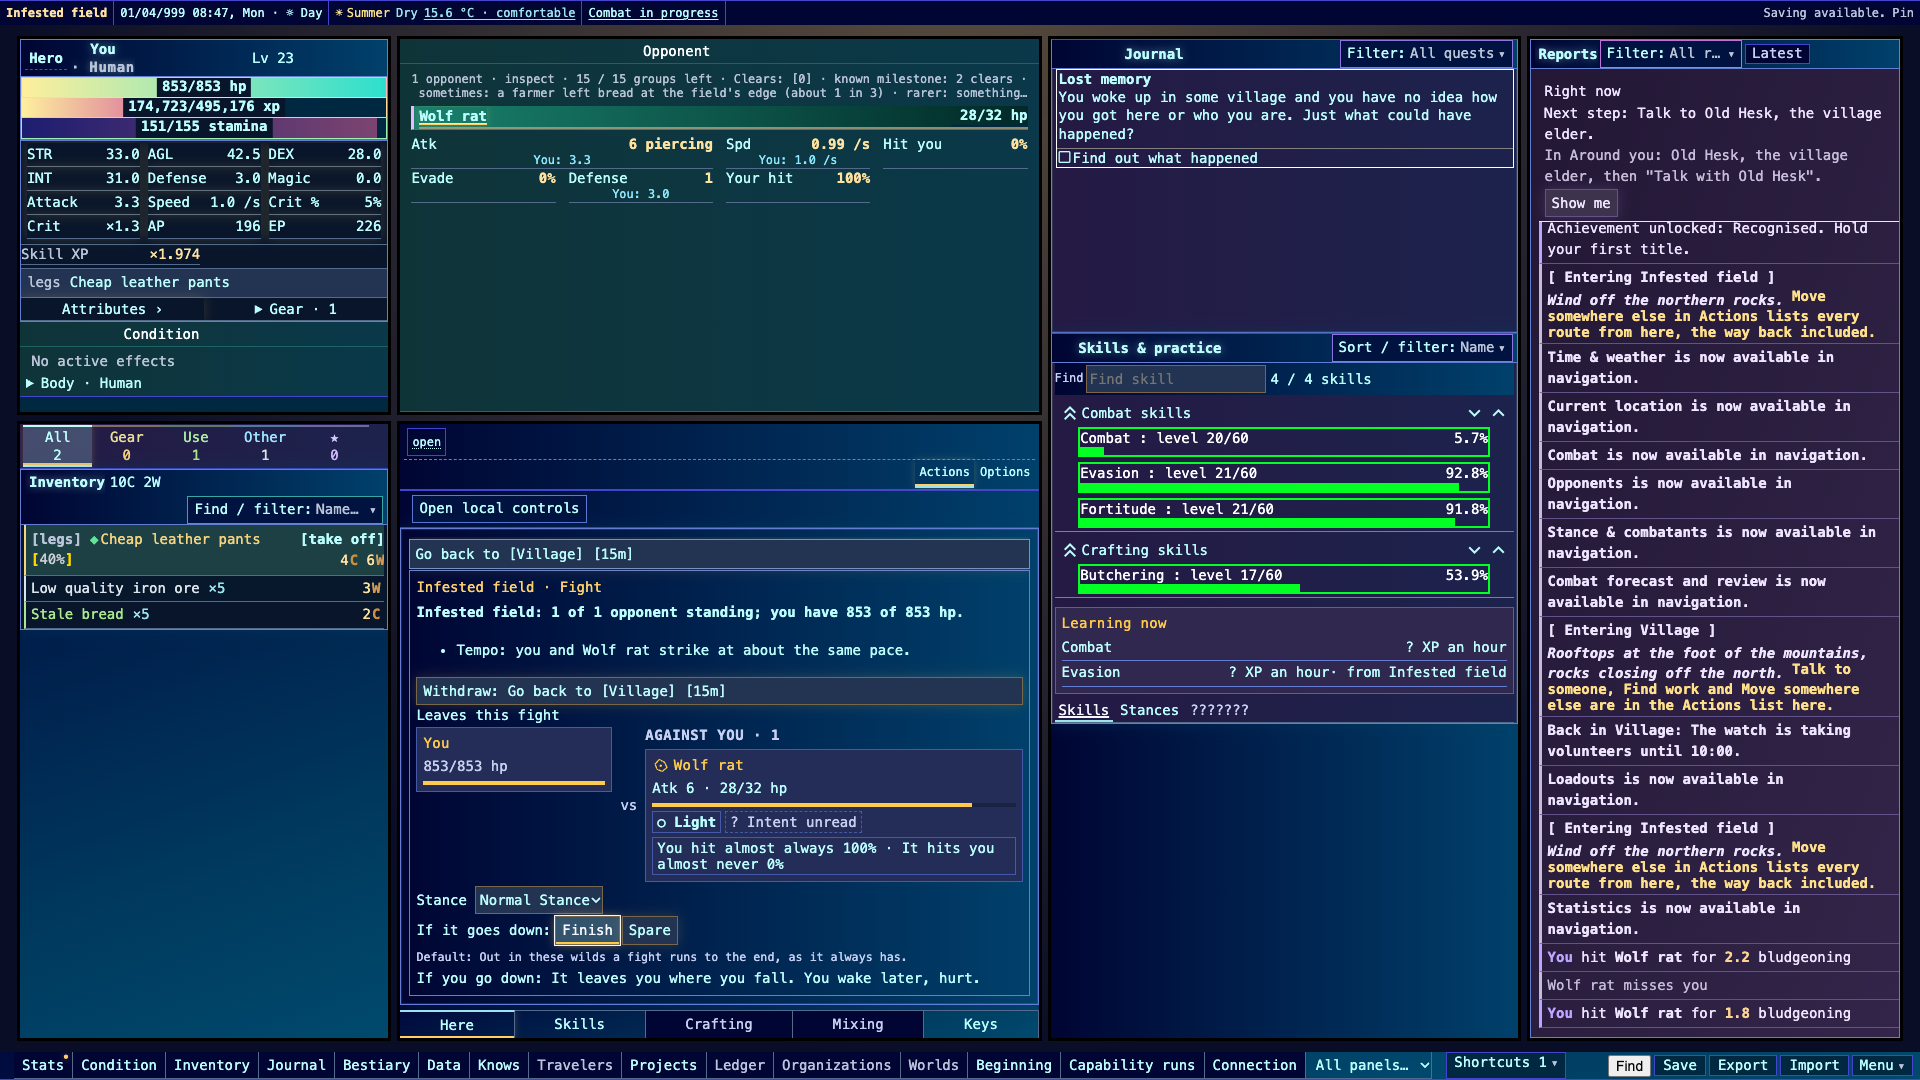 Infested field 01/04/999 08:47, Mon · ☼ Day ☀Summer Dry 15.6 °C · comfortable Combat in progress Saving available. Pin
Hero · You Human Lv 23
853/853 hp
174,723/495,176 xp
151/155 stamina
STR 33.0 AGL 42.5 DEX 28.0
INT 31.0 Defense 3.0 Magic 0.0
Attack 3.3 Speed 1.0 /s Crit % 5%
Crit ×1.3 AP 196 EP 226
Skill XP ×1.974
legs Cheap leather pants
Attributes › ▶ Gear · 1
Condition
No active effects
▶ Body · Human
All Gear Use Other ★
2 0 1 1 0
Inventory 10C 2W
Find / filter: Name… ▾
[legs] ◆Cheap leather pants [take off]
[40%] 4C 6W
Low quality iron ore ×5 3W
Stale bread ×5 2C
Opponent
1 opponent · inspect · 15 / 15 groups left · Clears: [0] · known milestone: 2 clears ·
sometimes: a farmer left bread at the field's edge (about 1 in 3) · rarer: something…
Wolf rat 28/32 hp
Atk 6 piercing Spd 0.99 /s Hit you 0%
You: 3.3 You: 1.0 /s
Evade 0% Defense 1 Your hit 100%
You: 3.0
open
Actions Options
Open local controls
Go back to [Village] [15m]
Infested field · Fight
Infested field: 1 of 1 opponent standing; you have 853 of 853 hp.
• Tempo: you and Wolf rat strike at about the same pace.
Withdraw: Go back to [Village] [15m]
Leaves this fight
You
853/853 hp
vs
AGAINST YOU · 1
Wolf rat
Atk 6 · 28/32 hp
Light ? Intent unread
You hit almost always 100% · It hits you
almost never 0%
Stance Normal Stance
If it goes down: Finish Spare
Default: Out in these wilds a fight runs to the end, as it always has.
If you go down: It leaves you where you fall. You wake later, hurt.
Here Skills Crafting Mixing Keys
Journal Filter: All quests ▾
Lost memory
You woke up in some village and you have no idea how
you got here or who you are. Just what could have
happened?
☐Find out what happened
Skills & practice Sort / filter: Name ▾
Find Find skill 4 / 4 skills
Combat skills
Combat : level 20/60 5.7%
Evasion : level 21/60 92.8%
Fortitude : level 21/60 91.8%
Crafting skills
Butchering : level 17/60 53.9%
Learning now
Combat ? XP an hour
Evasion ? XP an hour· from Infested field
Skills Stances ???????
Reports Filter: All r… ▾ Latest
Right now
Next step: Talk to Old Hesk, the village
elder.
In Around you: Old Hesk, the village
elder, then "Talk with Old Hesk".
Show me
Achievement unlocked: Recognised. Hold
your first title.
[ Entering Infested field ]
Wind off the northern rocks. Move
somewhere else in Actions lists every
route from here, the way back included.
Time & weather is now available in
navigation.
Current location is now available in
navigation.
Combat is now available in navigation.
Opponents is now available in
navigation.
Stance & combatants is now available in
navigation.
Combat forecast and review is now
available in navigation.
[ Entering Village ]
Rooftops at the foot of the mountains,
rocks closing off the north. Talk to
someone, Find work and Move somewhere
else are in the Actions list here.
Back in Village: The watch is taking
volunteers until 10:00.
Loadouts is now available in
navigation.
[ Entering Infested field ]
Wind off the northern rocks. Move
somewhere else in Actions lists every
route from here, the way back included.
Statistics is now available in
navigation.
You hit Wolf rat for 2.2 bludgeoning
Wolf rat misses you
You hit Wolf rat for 1.8 bludgeoning
Stats Condition Inventory Journal Bestiary Data Knows Travelers Projects Ledger Organizations Worlds Beginning Capability runs Connection All panels… Shortcuts 1 ▾ Find Save Export Import Menu ▾